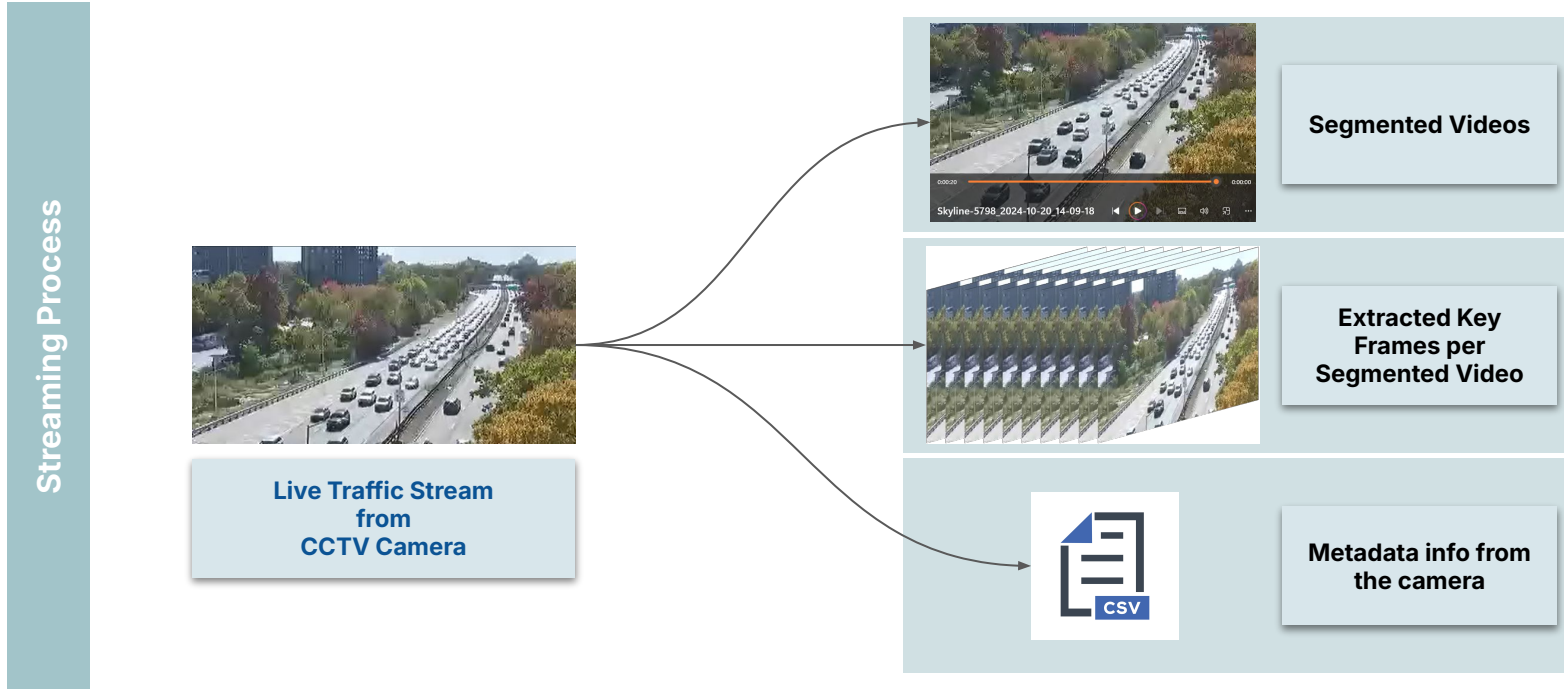 Streaming Process
Live Traffic Stream
from
CCTV Camera
0:00:20
0:00:00
Skyline-5798_2024-10-20_14-09-18
Segmented Videos
Extracted Key
Frames per
Segmented Video
CSV
Metadata info from
the camera